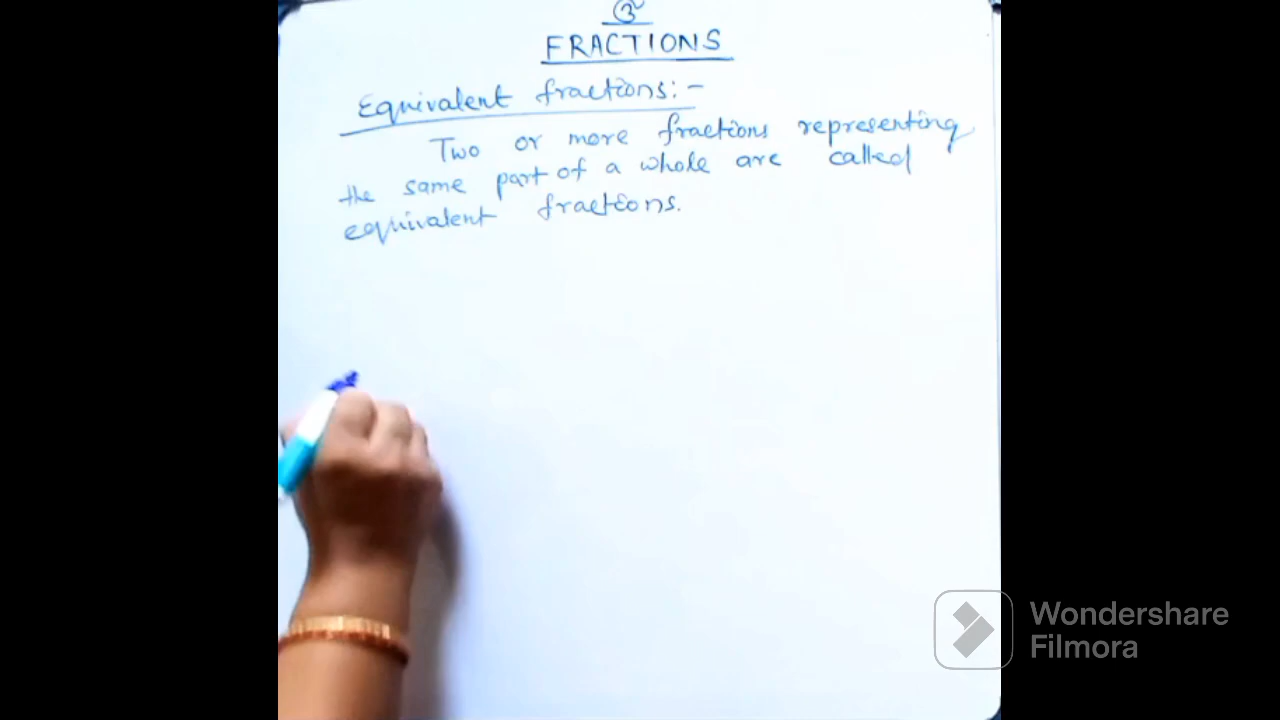 3
FRACTIONS
Equivalent fractions:-
Two or more fractions representing
the same part of a whole are called
equivalent fractions.
Wondershare
Filmora